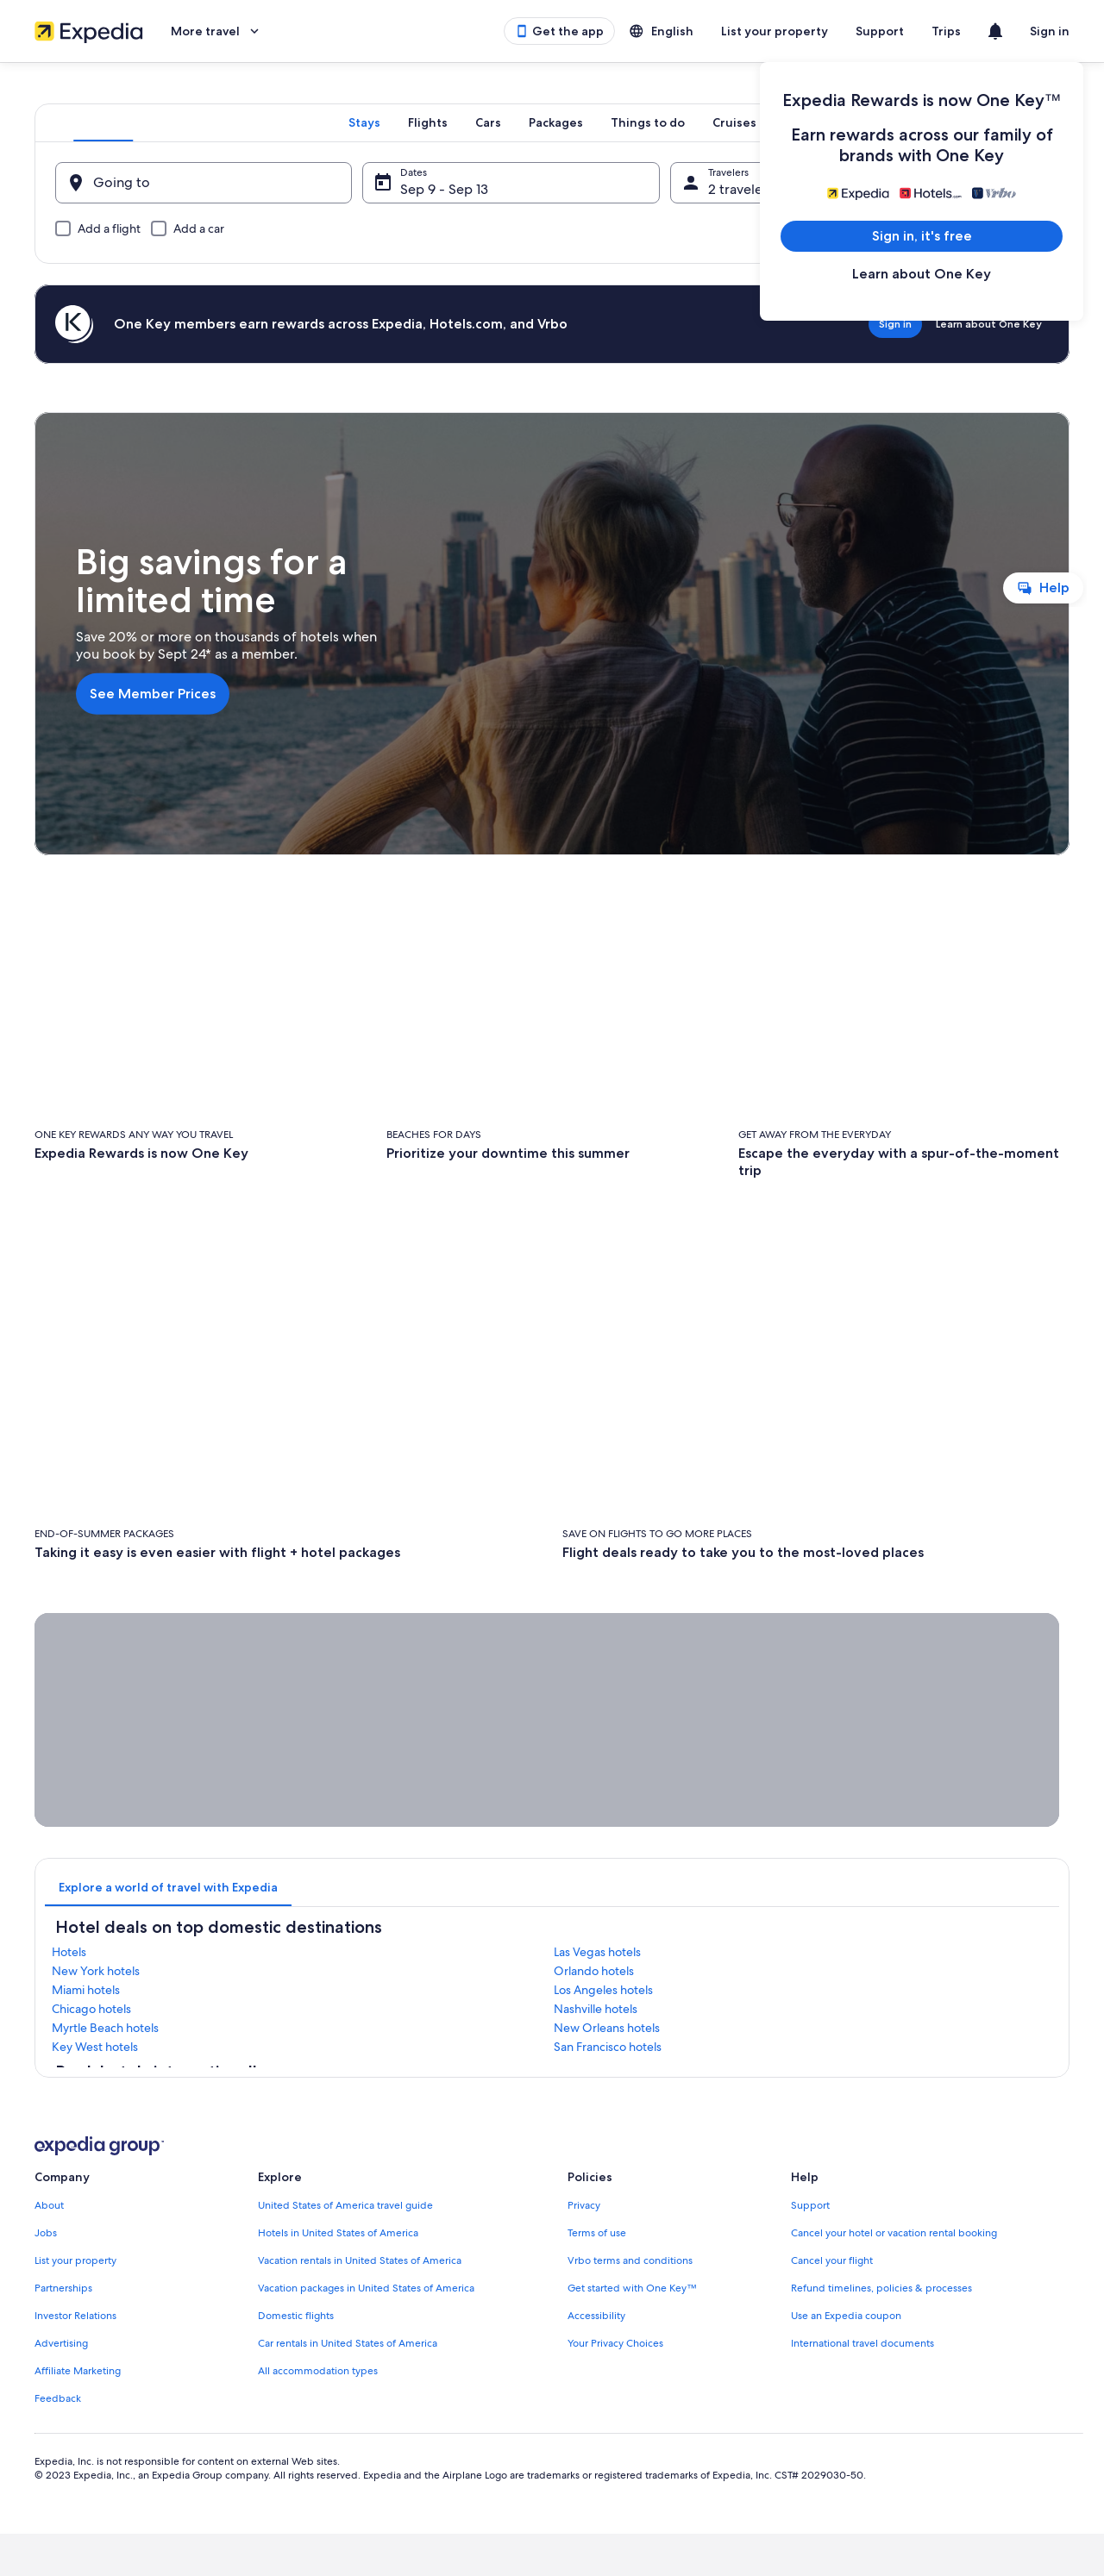 Expedia
More travel
Get the app
English
List your property
Support
Trips
Sign in
Expedia Rewards is now One Key™
Earn rewards across our family of
brands with One Key
Expedia
Hotels.com
Vrbo
Sign in, it's free
Learn about One Key
Stays
Flights
Cars
Packages
Things to do
Cruises
Going to
Dates
Sep 9 - Sep 13
Travelers
2 travele
Add a flight
Add a car
K
One Key members earn rewards across Expedia, Hotels.com, and Vrbo
Sign in
Learn about One Key
Big savings for a
limited time
Save 20% or more on thousands of hotels when
you book by Sept 24* as a member.
See Member Prices
Help
ONE KEY REWARDS ANY WAY YOU TRAVEL
Expedia Rewards is now One Key
BEACHES FOR DAYS
Prioritize your downtime this summer
GET AWAY FROM THE EVERYDAY
Escape the everyday with a spur-of-the-moment
trip
END-OF-SUMMER PACKAGES
Taking it easy is even easier with flight + hotel packages
SAVE ON FLIGHTS TO GO MORE PLACES
Flight deals ready to take you to the most-loved places
Explore a world of travel with Expedia
Hotel deals on top domestic destinations
Hotels
Las Vegas hotels
New York hotels
Orlando hotels
Miami hotels
Los Angeles hotels
Chicago hotels
Nashville hotels
Myrtle Beach hotels
New Orleans hotels
Key West hotels
San Francisco hotels
expedia group
Company
About
Jobs
List your property
Partnerships
Investor Relations
Advertising
Affiliate Marketing
Feedback
Explore
United States of America travel guide
Hotels in United States of America
Vacation rentals in United States of America
Vacation packages in United States of America
Domestic flights
Car rentals in United States of America
All accommodation types
Policies
Privacy
Terms of use
Vrbo terms and conditions
Get started with One Key™
Accessibility
Your Privacy Choices
Help
Support
Cancel your hotel or vacation rental booking
Cancel your flight
Refund timelines, policies & processes
Use an Expedia coupon
International travel documents
Expedia, Inc. is not responsible for content on external Web sites.
© 2023 Expedia, Inc., an Expedia Group company. All rights reserved. Expedia and the Airplane Logo are trademarks or registered trademarks of Expedia, Inc. CST# 2029030-50.